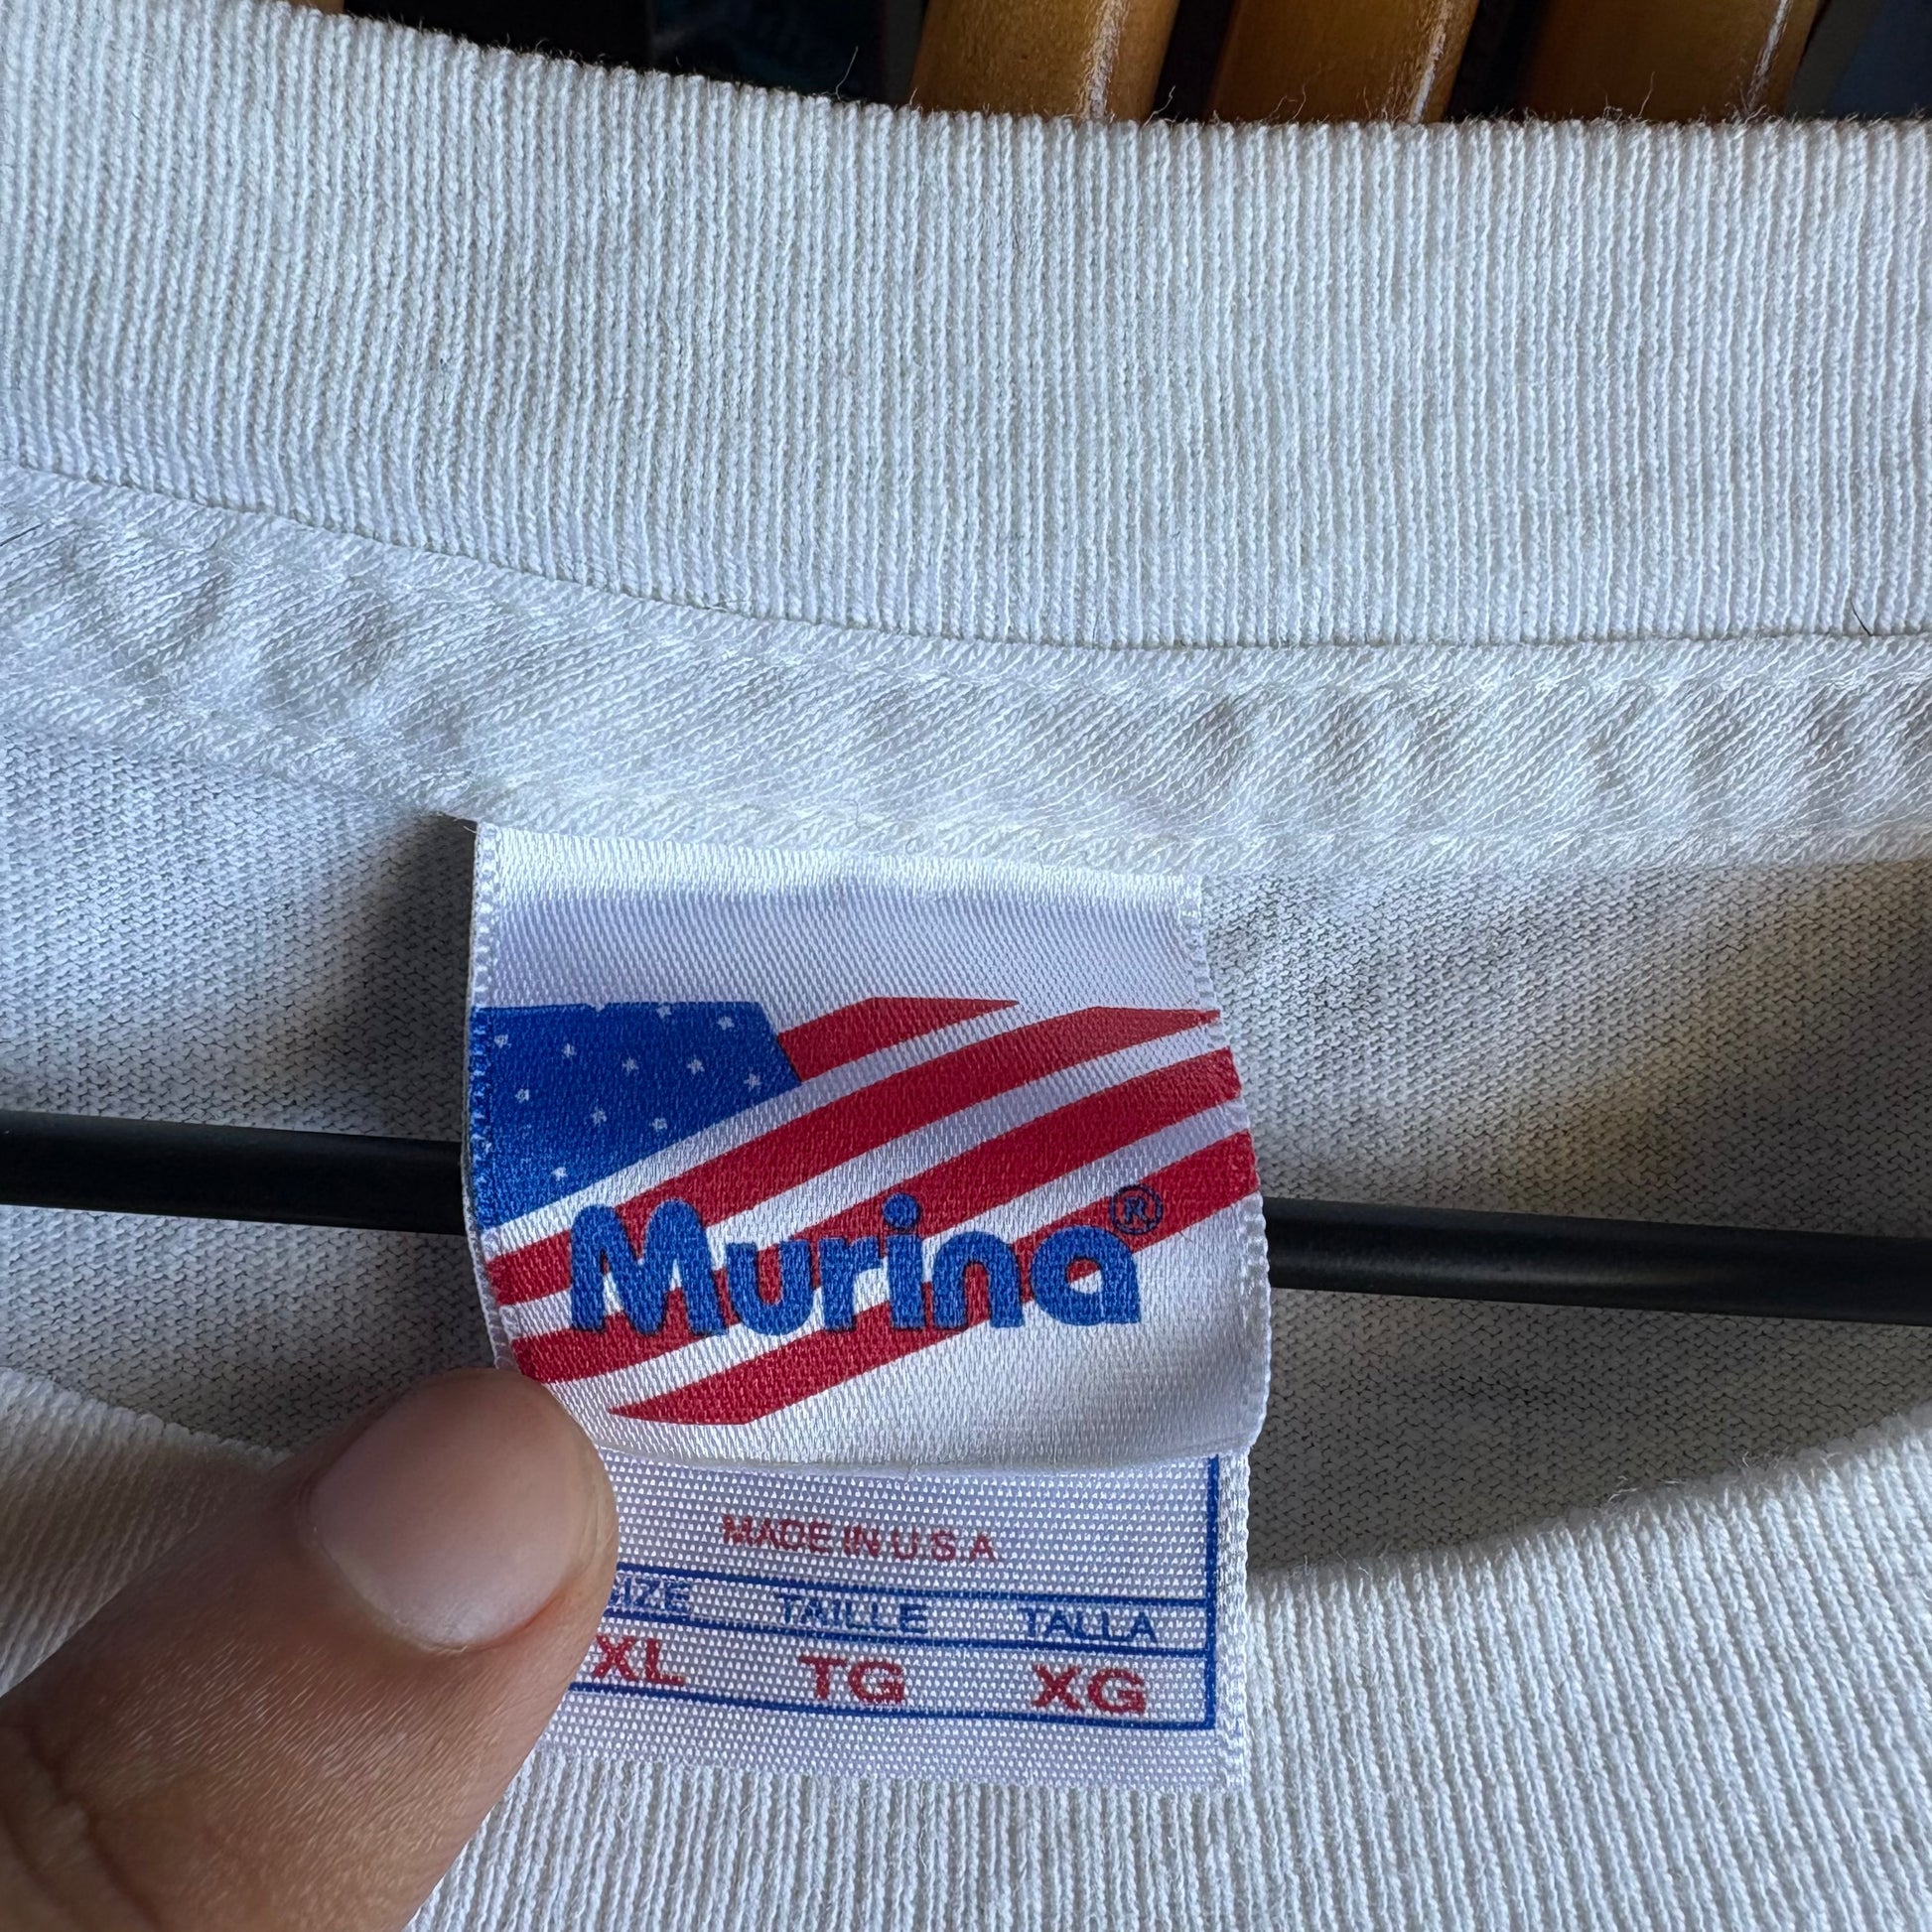 Murina®
MADE IN U S A
SIZE TAILLE TALLA
XL TG XG